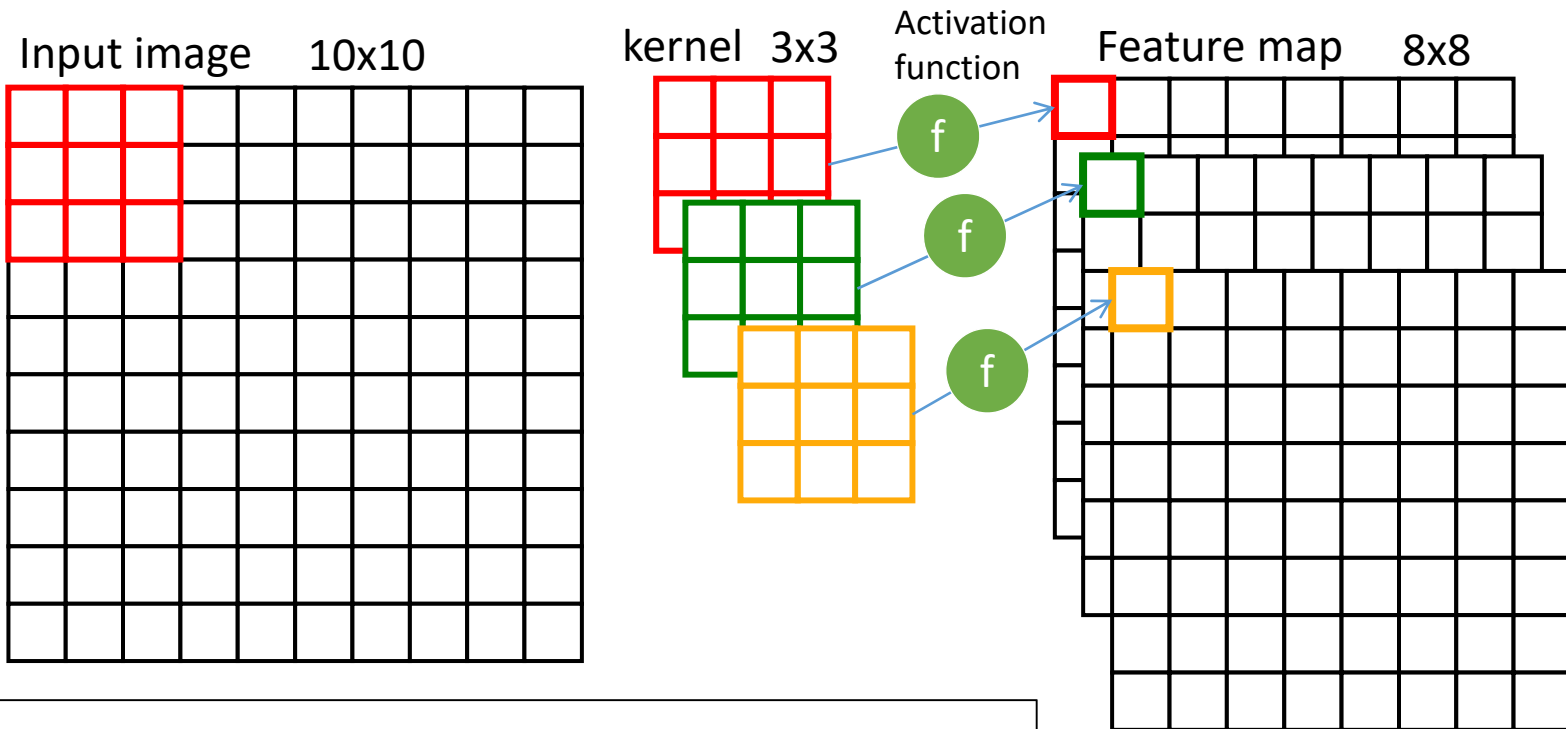 Input image 10x10
kernel 3x3
Activation
function
Feature map 8x8
f
f
f